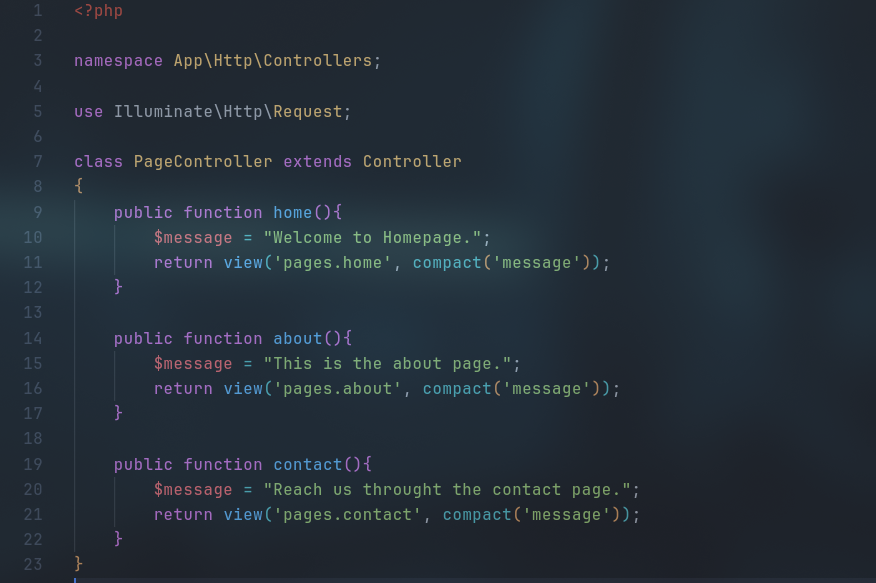 1 <?php
2
3 namespace App\Http\Controllers;
4
5 use Illuminate\Http\Request;
6
7 class PageController extends Controller
8 {
9     public function home(){
10         $message = "Welcome to Homepage.";
11         return view('pages.home', compact('message'));
12     }
13
14     public function about(){
15         $message = "This is the about page.";
16         return view('pages.about', compact('message'));
17     }
18
19     public function contact(){
20         $message = "Reach us throught the contact page.";
21         return view('pages.contact', compact('message'));
22     }
23 }